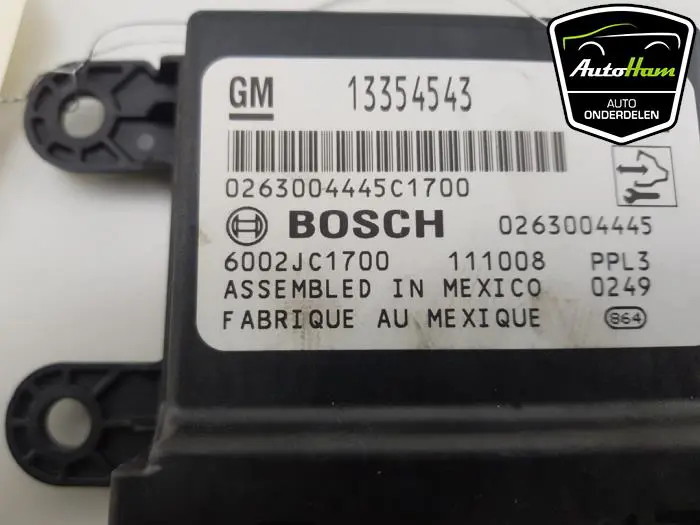 AutoHam
AUTO
ONDERDELEN
GM 13354543
0263004445C1700
BOSCH 0263004445
6002JC1700 111008 PPL3
ASSEMBLED IN MEXICO 0249
FABRIQUE AU MEXIQUE 864